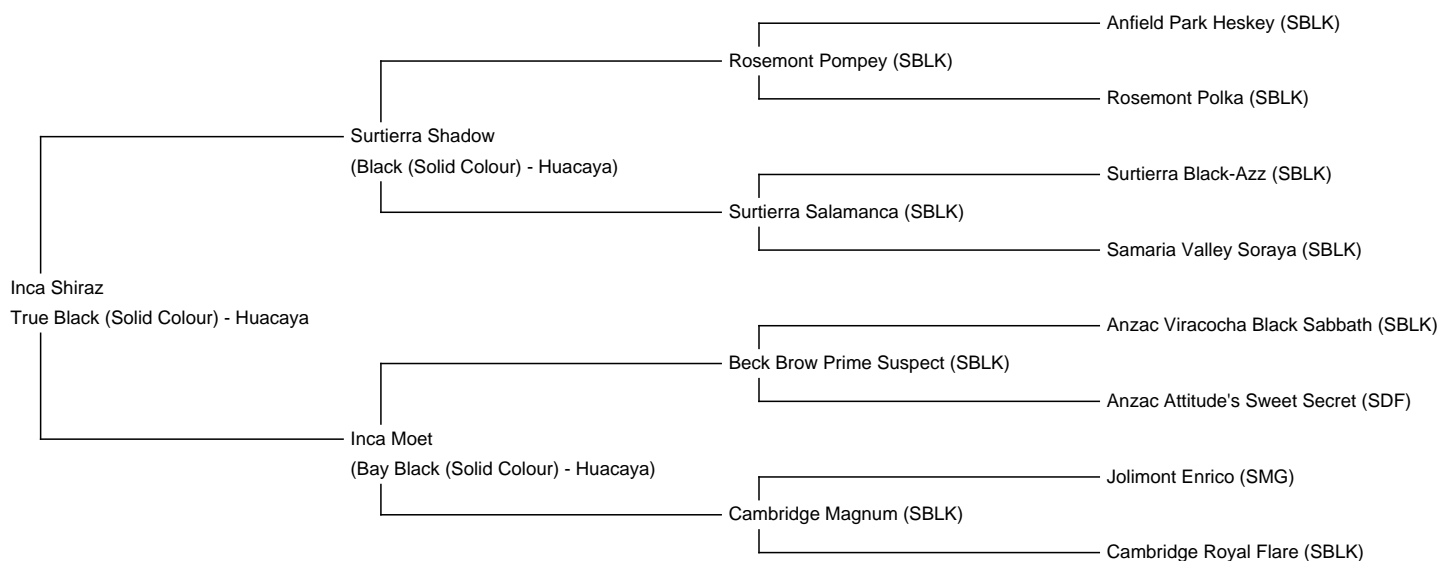 Anfield Park Heskey (SBLK)
Rosemont Pompey (SBLK)
Rosemont Polka (SBLK)
Surtierra Shadow
(Black (Solid Colour) - Huacaya)
Surtierra Black-Azz (SBLK)
Surtierra Salamanca (SBLK)
Samaria Valley Soraya (SBLK)
Inca Shiraz
True Black (Solid Colour) - Huacaya
Anzac Viracocha Black Sabbath (SBLK)
Beck Brow Prime Suspect (SBLK)
Anzac Attitude's Sweet Secret (SDF)
Inca Moet
(Bay Black (Solid Colour) - Huacaya)
Jolimont Enrico (SMG)
Cambridge Magnum (SBLK)
Cambridge Royal Flare (SBLK)